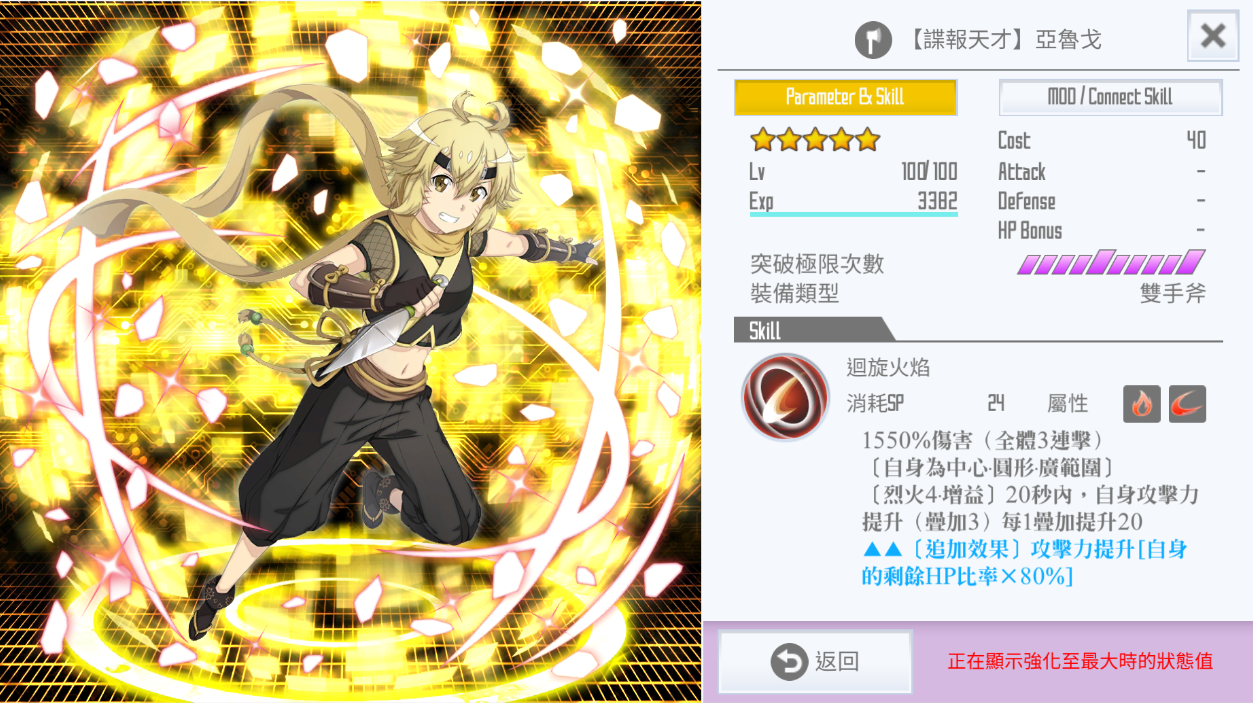 【諜報天才】亞魯戈
Parameter & Skill
MOD / Connect Skill
Lv 100/100
Exp 3382
Cost 40
Attack -
Defense -
HP Bonus -
突破極限次數
裝備類型 雙手斧
Skill
迴旋火焰
消耗SP 24 屬性
1550%傷害（全體3連擊）
〔自身為中心·圓形·廣範圍〕
〔烈火4·增益〕20秒內，自身攻擊力
提升（疊加3）每1疊加提升20
▲▲〔追加效果〕攻擊力提升[自身
的剩餘HP比率×80%]
返回
正在顯示強化至最大時的狀態值